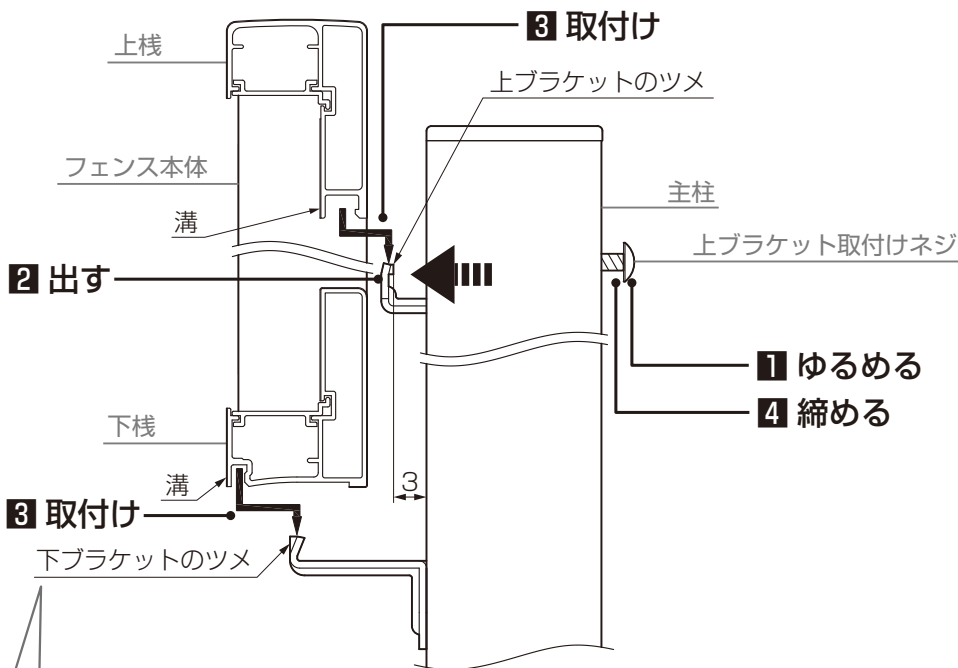 3 取付け
上桟
上ブラケットのツメ
フェンス本体
主柱
溝
上ブラケット取付けネジ
2 出す
1 ゆるめる
4 締める
下桟
溝
3
3 取付け
下ブラケットのツメ